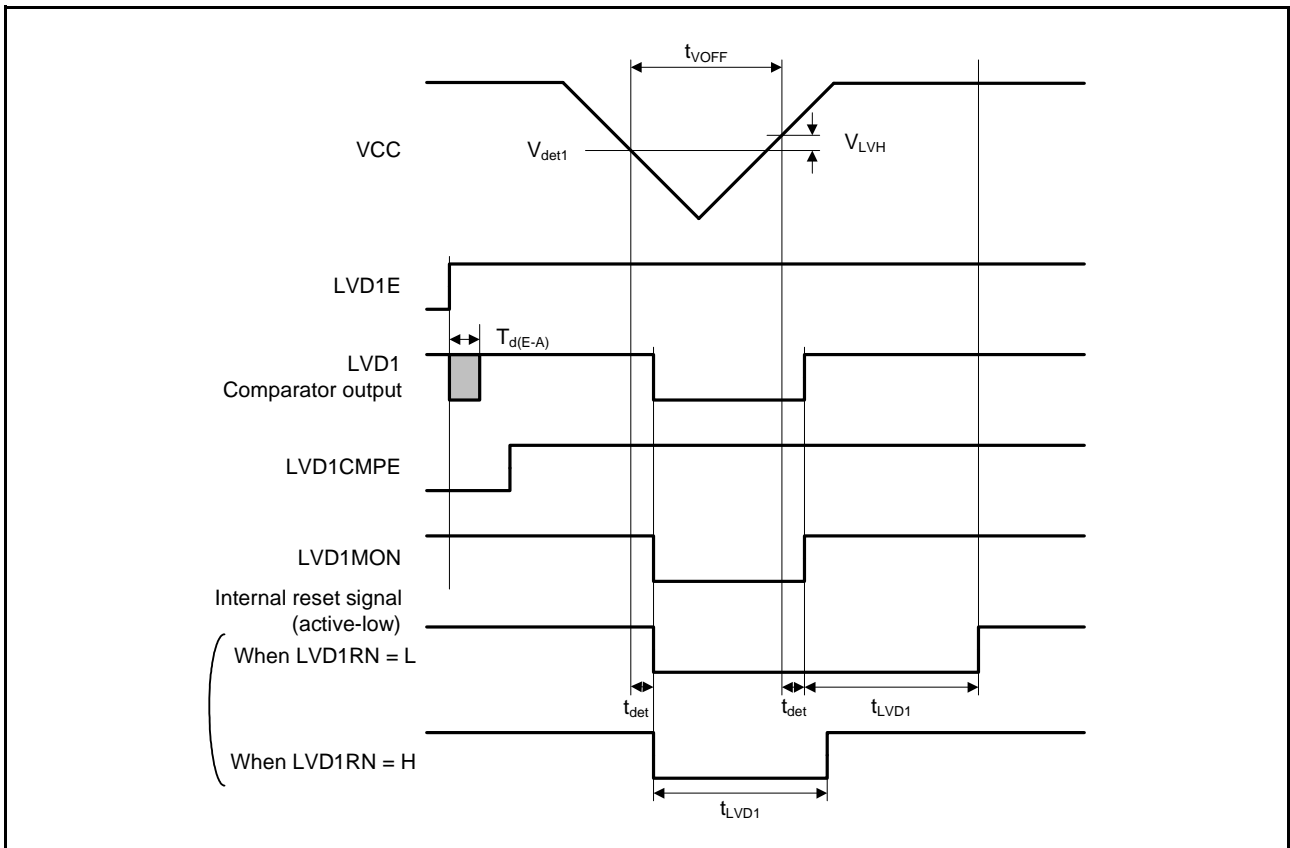 tVOFF
VCC
Vdet1
VLVH
LVD1E
Td(E-A)
LVD1
Comparator output
LVD1CMPE
LVD1MON
Internal reset signal
(active-low)
When LVD1RN = L
tdet
tdet
tLVD1
When LVD1RN = H
tLVD1